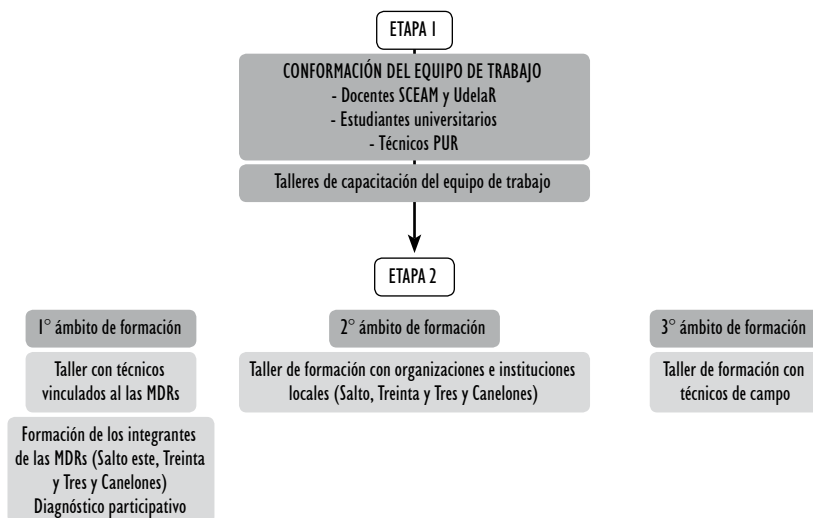 ETAPA 1
CONFORMACIÓN DEL EQUIPO DE TRABAJO
- Docentes SCEAM y UdelaR
- Estudiantes universitarios
- Técnicos PUR
Talleres de capacitación del equipo de trabajo
ETAPA 2
1° ámbito de formación
Taller con técnicos
vinculados al las MDRs
Formación de los integrantes
de las MDRs (Salto este, Treinta
y Tres y Canelones)
Diagnóstico participativo
2° ámbito de formación
Taller de formación con organizaciones e instituciones
locales (Salto, Treinta y Tres y Canelones)
3° ámbito de formación
Taller de formación con
técnicos de campo